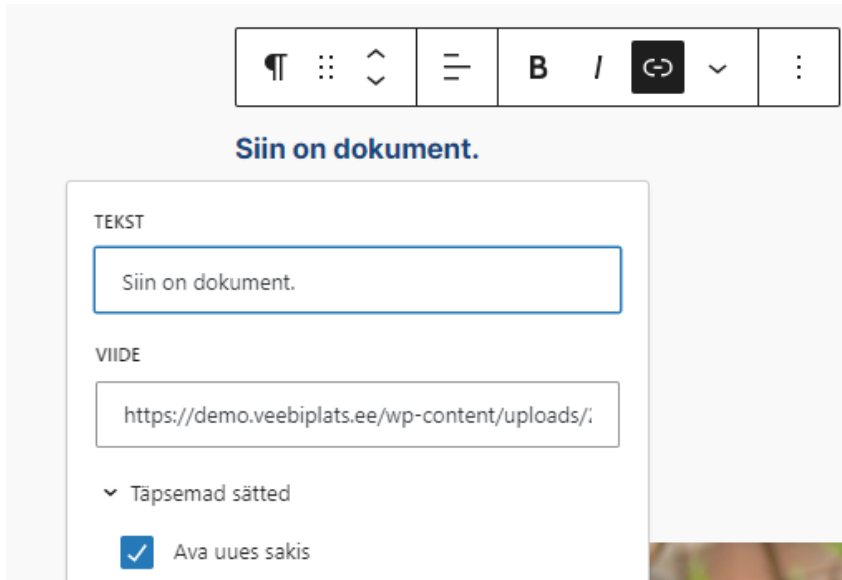 B I
Siin on dokument.
TEKST
Siin on dokument.
VIIDE
https://demo.veebiplats.ee/wp-content/uploads/
Täpsemad sätted
Ava uues sakis